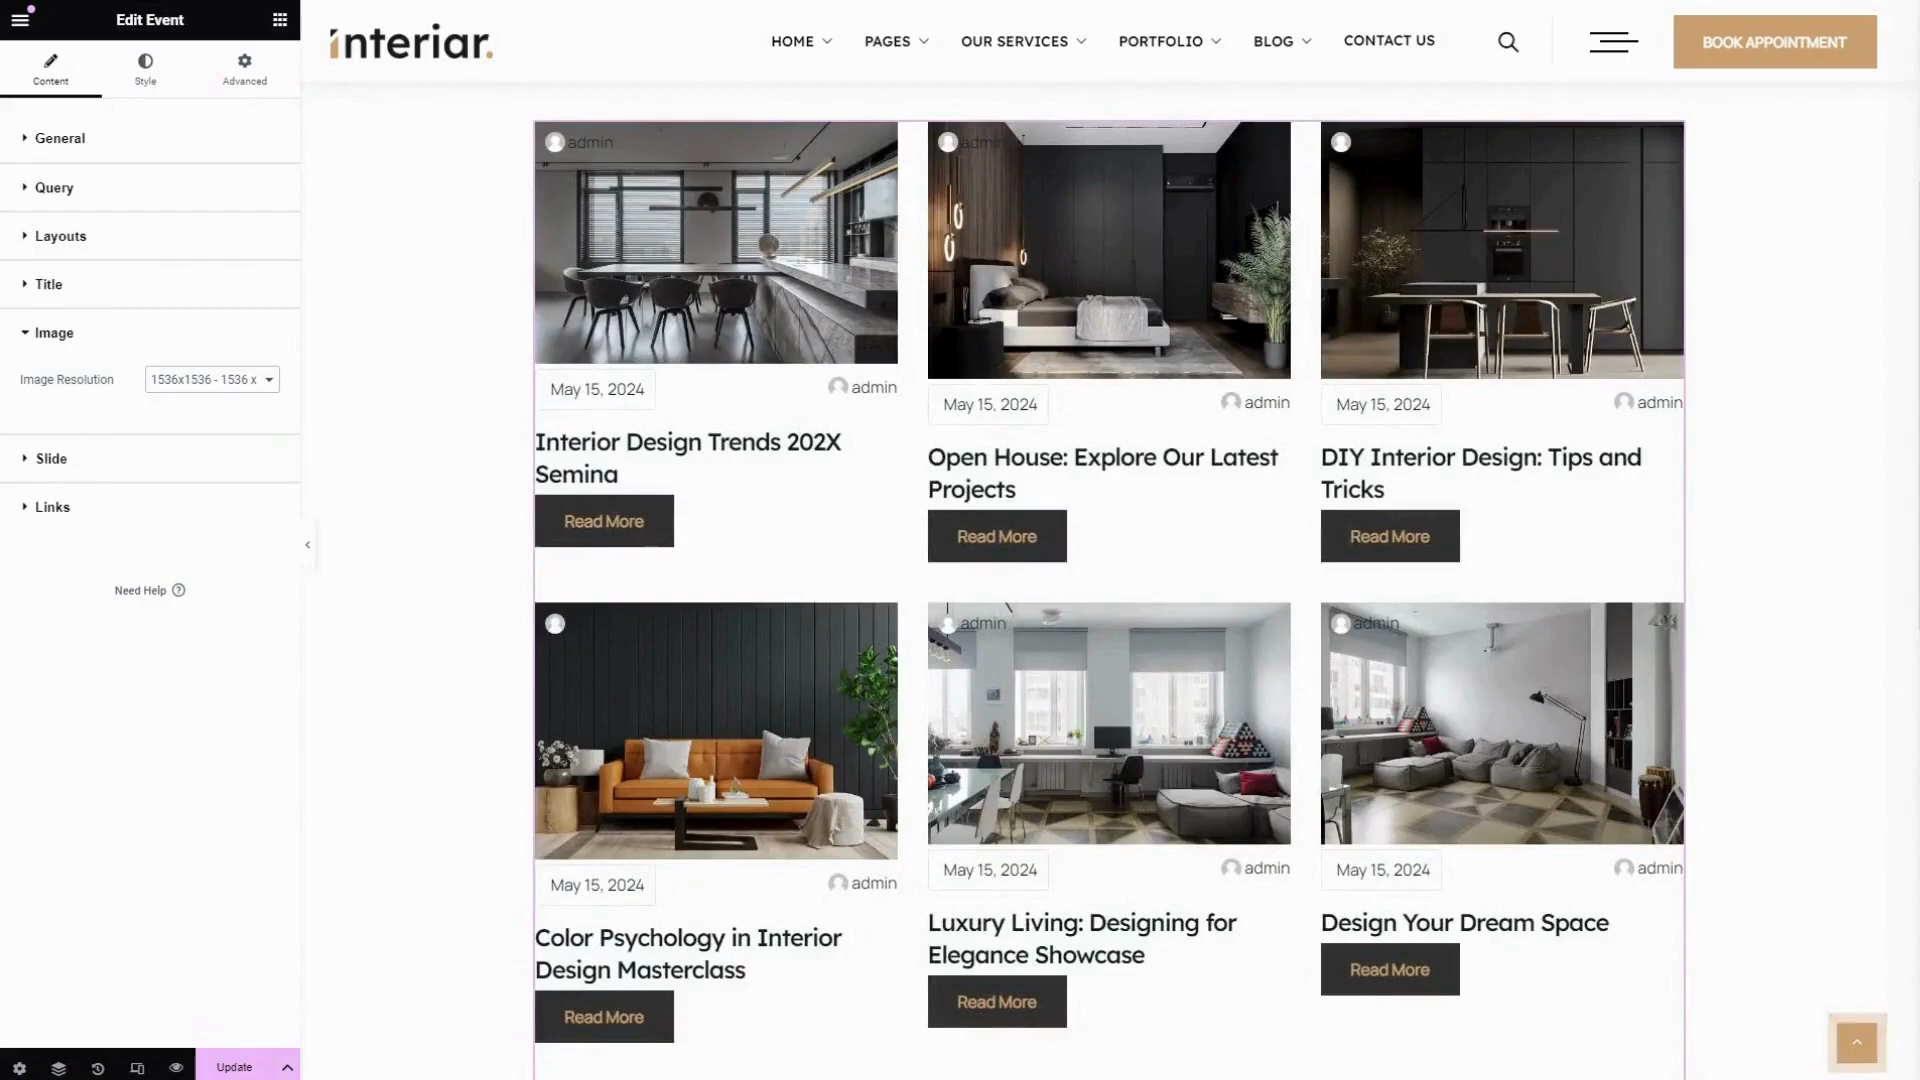 Edit Event
Content
Style
Advanced
General
Query
Layouts
Title
Image
Image Resolution
1536x1536 - 1536 x
Slide
Links
Need Help
Update
interiar.
HOME
PAGES
OUR SERVICES
PORTFOLIO
BLOG
CONTACT US
BOOK APPOINTMENT
admin
admin
May 15, 2024
admin
May 15, 2024
admin
May 15, 2024
admin
Interior Design Trends 202X
Semina
Open House: Explore Our Latest
Projects
DIY Interior Design: Tips and
Tricks
Read More
Read More
Read More
admin
admin
May 15, 2024
admin
May 15, 2024
admin
May 15, 2024
admin
Color Psychology in Interior
Design Masterclass
Luxury Living: Designing for
Elegance Showcase
Design Your Dream Space
Read More
Read More
Read More